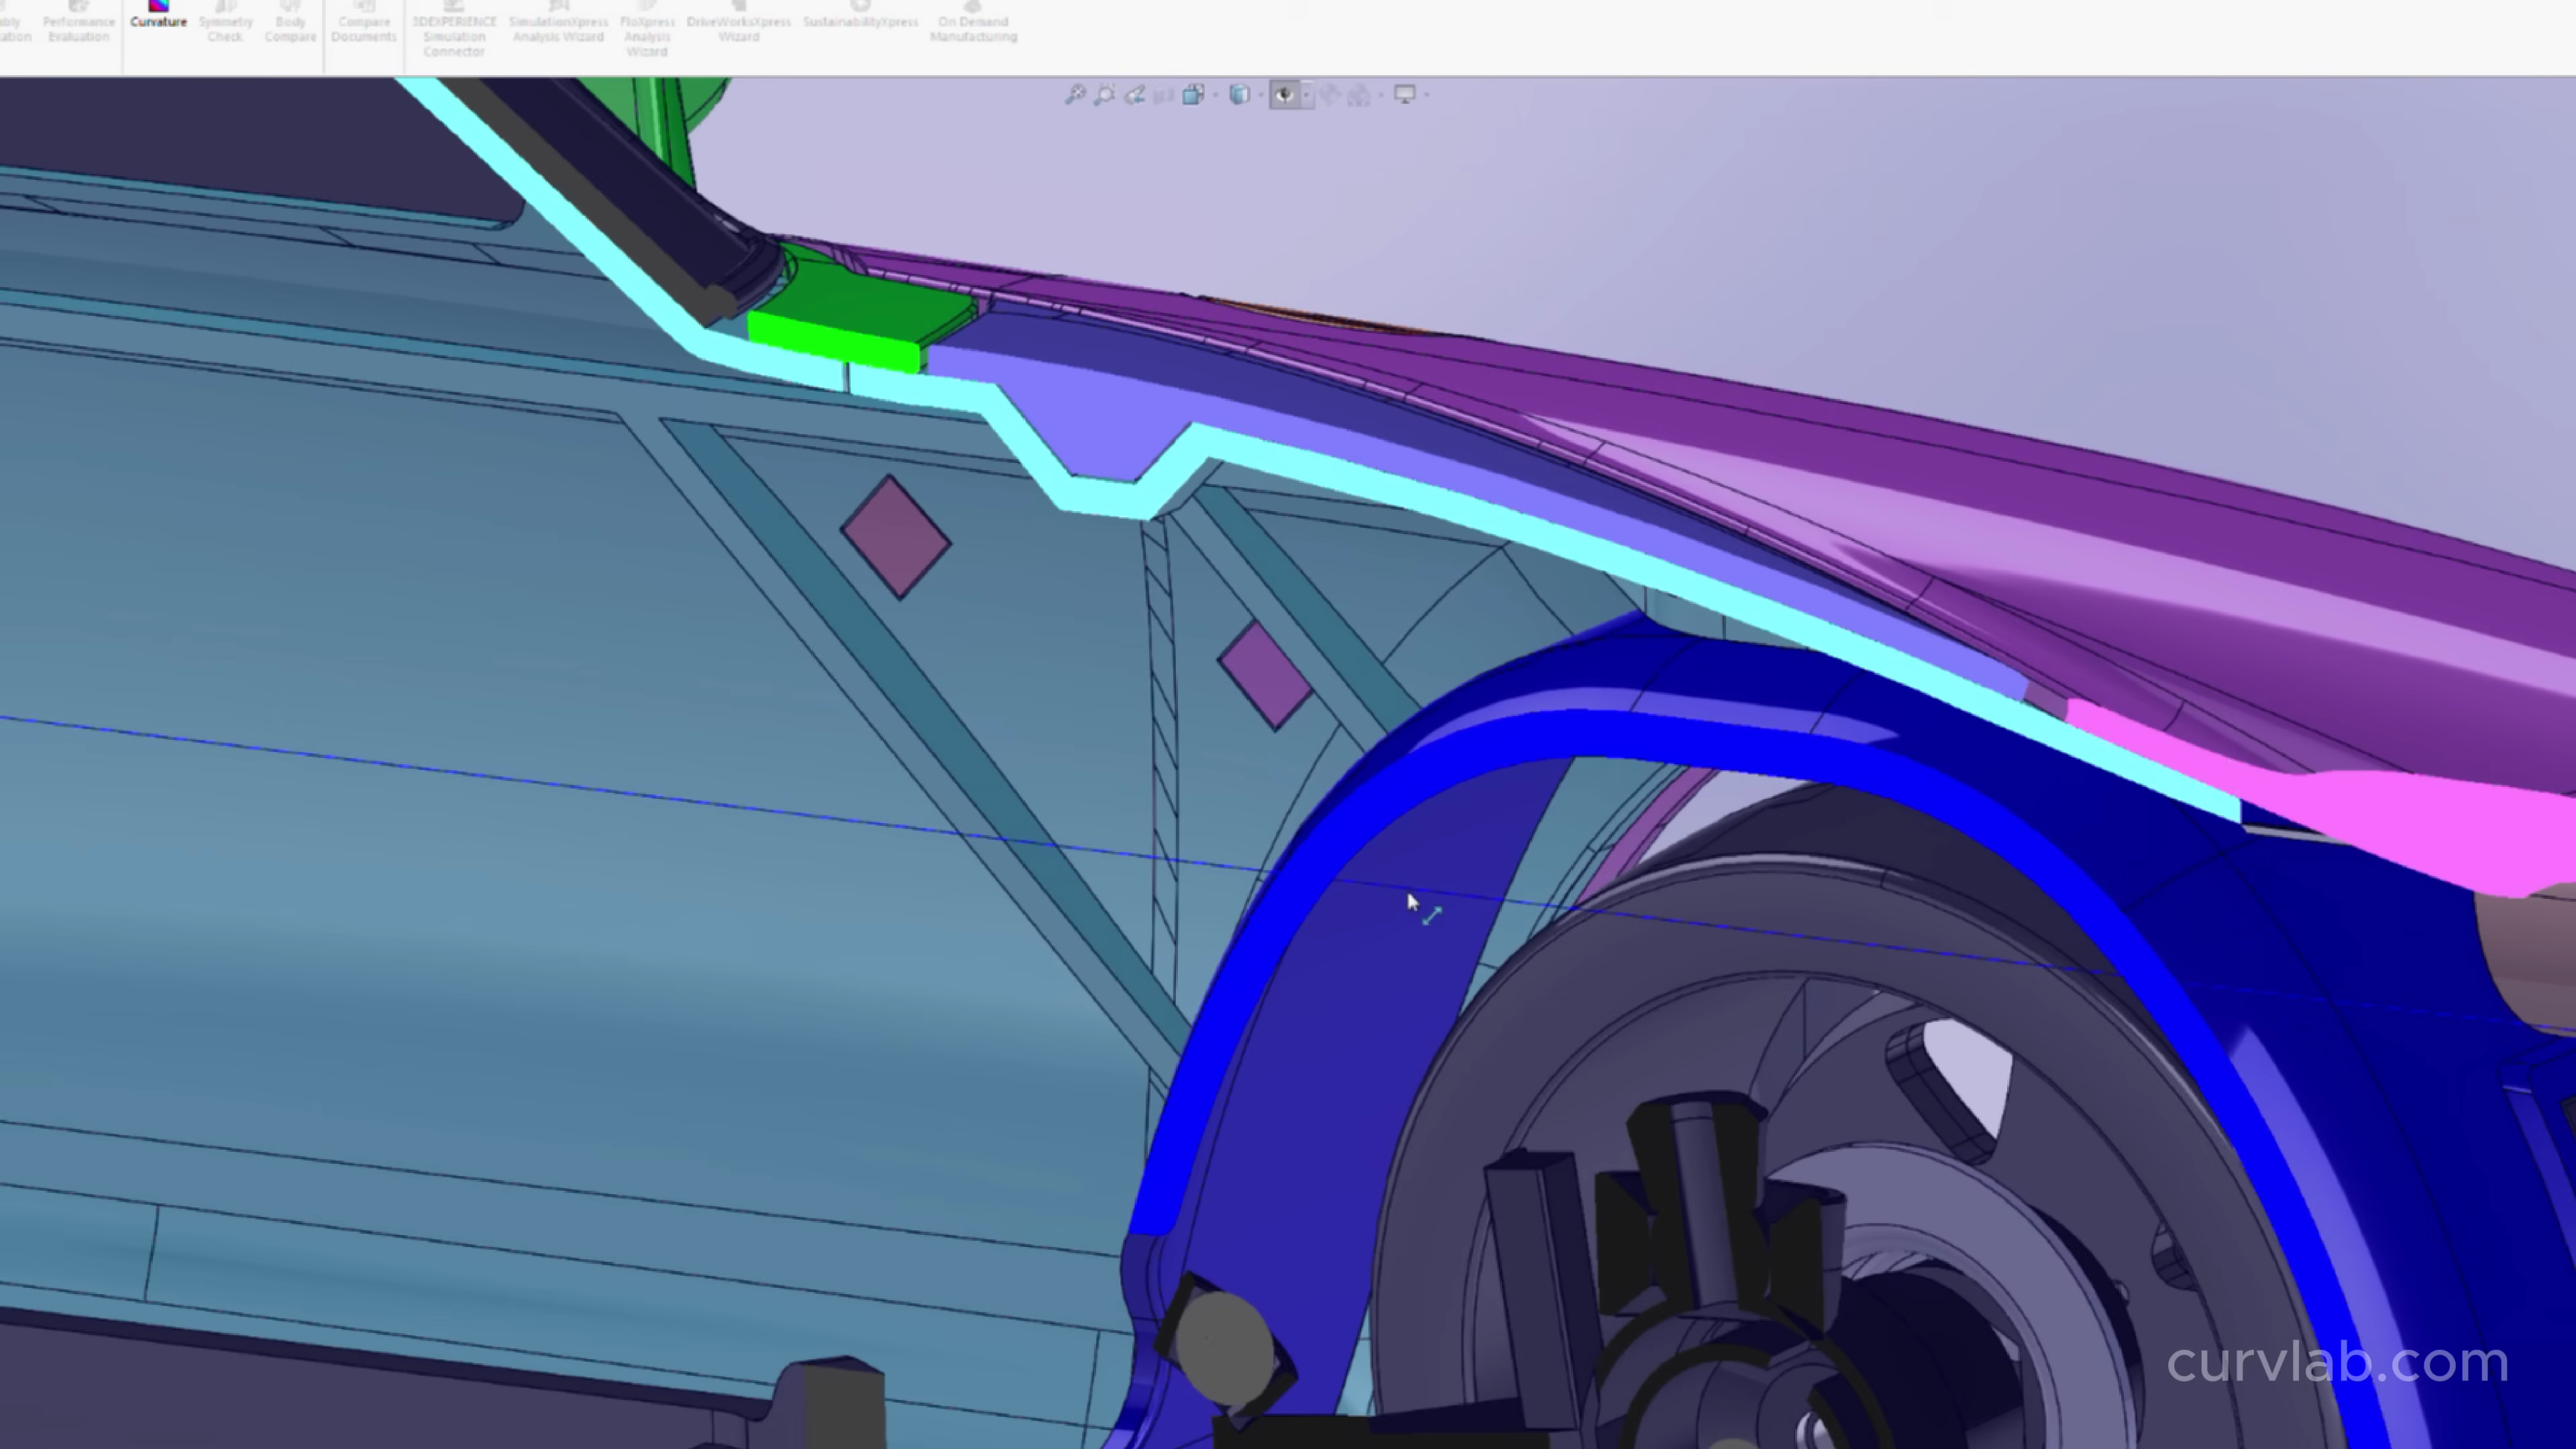 Performance
Evaluation
Curvature
Symmetry
Check
Body
Compare
Compare
Documents
3DEXPERIENCE
Simulation
Connector
SimulationXpress
Analysis Wizard
FloXpress
Analysis
Wizard
DriveWorksXpress
Wizard
SustainabilityXpress
On Demand
Manufacturing
curvlab.com